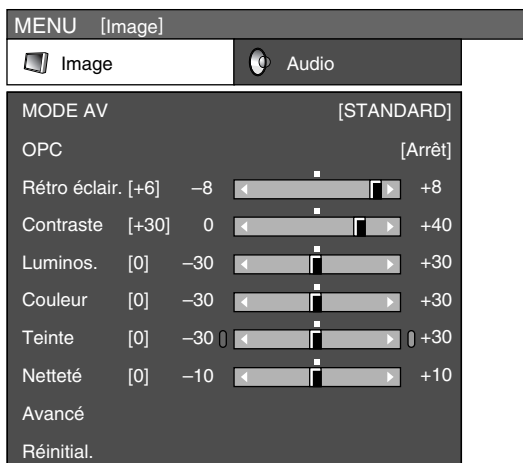 MENU [Image]
Image Audio
MODE AV [STANDARD]
OPC [Arrêt]
Rétro éclair. [+6] –8 +8
Contraste [+30] 0 +40
Luminos. [0] –30 +30
Couleur [0] –30 +30
Teinte [0] –30 +30
Netteté [0] –10 +10
Avancé
Réinitial.